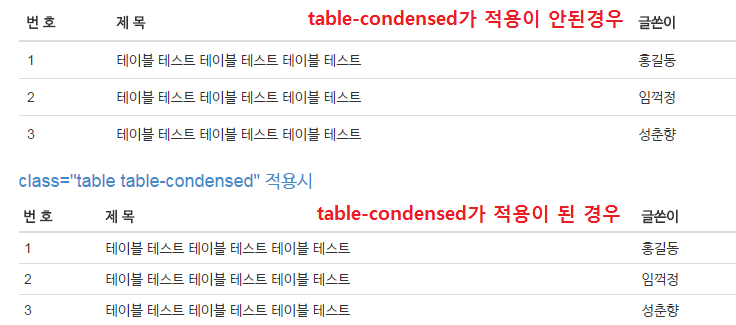 번 호 제 목 table-condensed가 적용이 안된경우 글쓴이
1 테이블 테스트 테이블 테스트 테이블 테스트 홍길동
2 테이블 테스트 테이블 테스트 테이블 테스트 임꺽정
3 테이블 테스트 테이블 테스트 테이블 테스트 성춘향
class="table table-condensed" 적용시
번 호 제 목 table-condensed가 적용이 된 경우 글쓴이
1 테이블 테스트 테이블 테스트 테이블 테스트 홍길동
2 테이블 테스트 테이블 테스트 테이블 테스트 임꺽정
3 테이블 테스트 테이블 테스트 테이블 테스트 성춘향